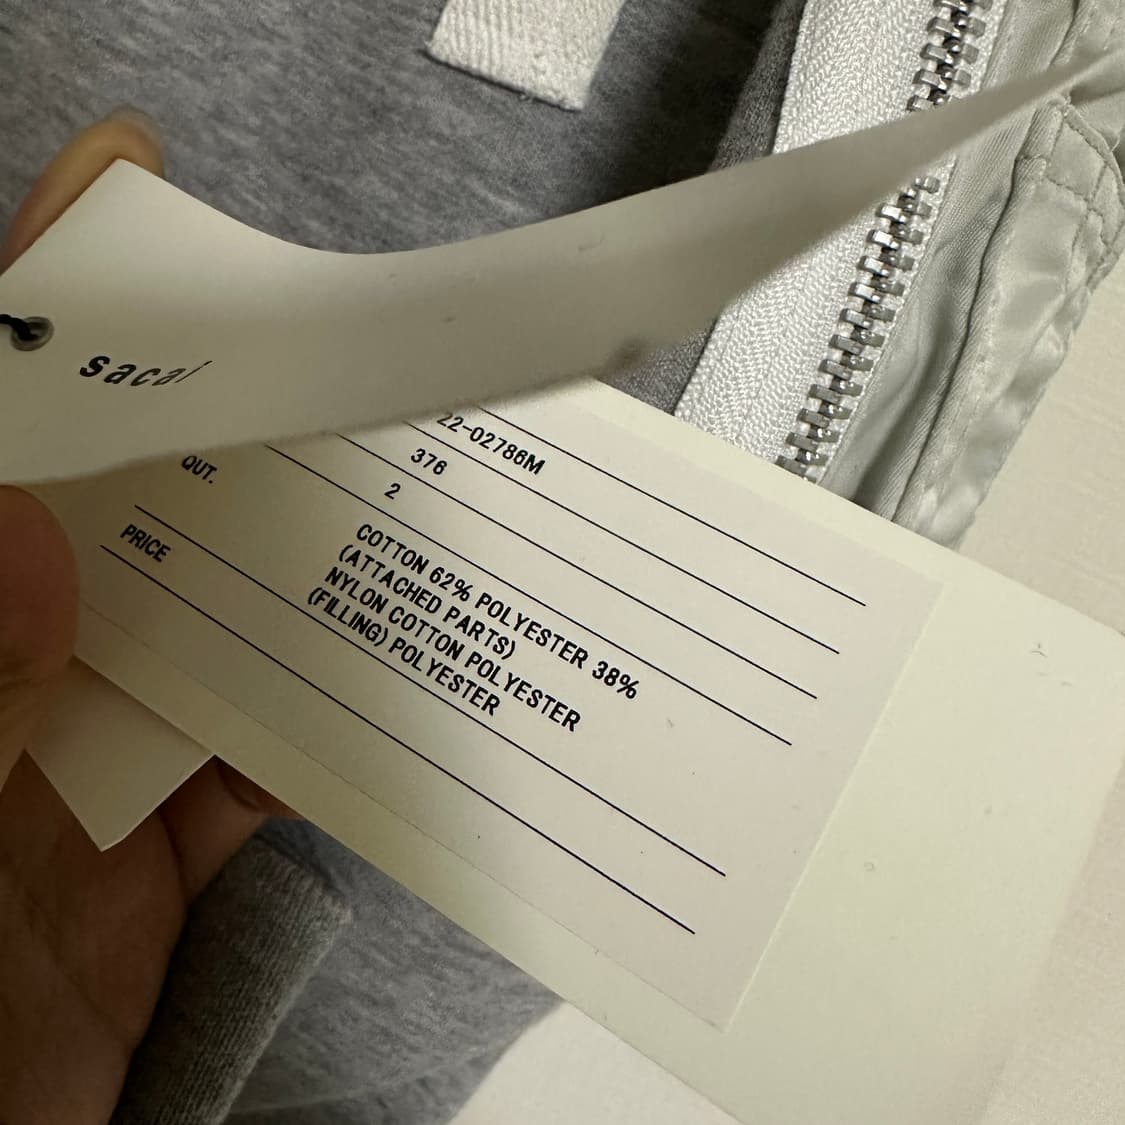 sacai
22-02786M
376
2
QUT.
COTTON 62% POLYESTER 38%
(ATTACHED PARTS)
NYLON COTTON POLYESTER
(FILLING) POLYESTER
PRICE